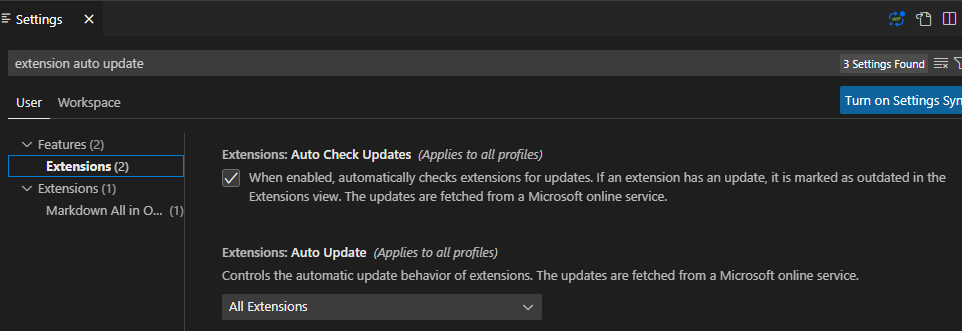 Settings
extension auto update
3 Settings Found
User Workspace
Turn on Settings Syn
Features (2)
Extensions (2)
Extensions (1)
Markdown All in O... (1)
Extensions: Auto Check Updates (Applies to all profiles)
When enabled, automatically checks extensions for updates. If an extension has an update, it is marked as outdated in the
Extensions view. The updates are fetched from a Microsoft online service.
Extensions: Auto Update (Applies to all profiles)
Controls the automatic update behavior of extensions. The updates are fetched from a Microsoft online service.
All Extensions